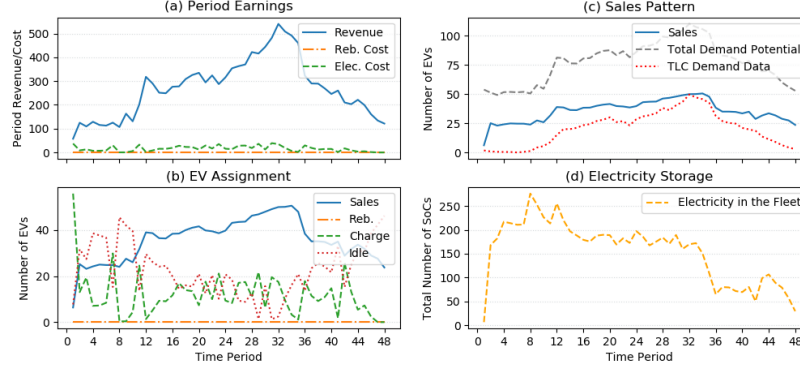 (a) Period Earnings
Period Revenue/Cost
500
400
300
200
100
0
Revenue
Reb. Cost
Elec. Cost
(c) Sales Pattern
Number of EVs
100
75
50
25
0
Sales
Total Demand Potential
TLC Demand Data
(b) EV Assignment
Number of EVs
40
20
0
Sales
Reb.
Charge
Idle
0 4 8 12 16 20 24 28 32 36 40 44 48
Time Period
(d) Electricity Storage
Total Number of SoCs
250
200
150
100
50
0
Electricity in the Fleet
0 4 8 12 16 20 24 28 32 36 40 44 48
Time Period